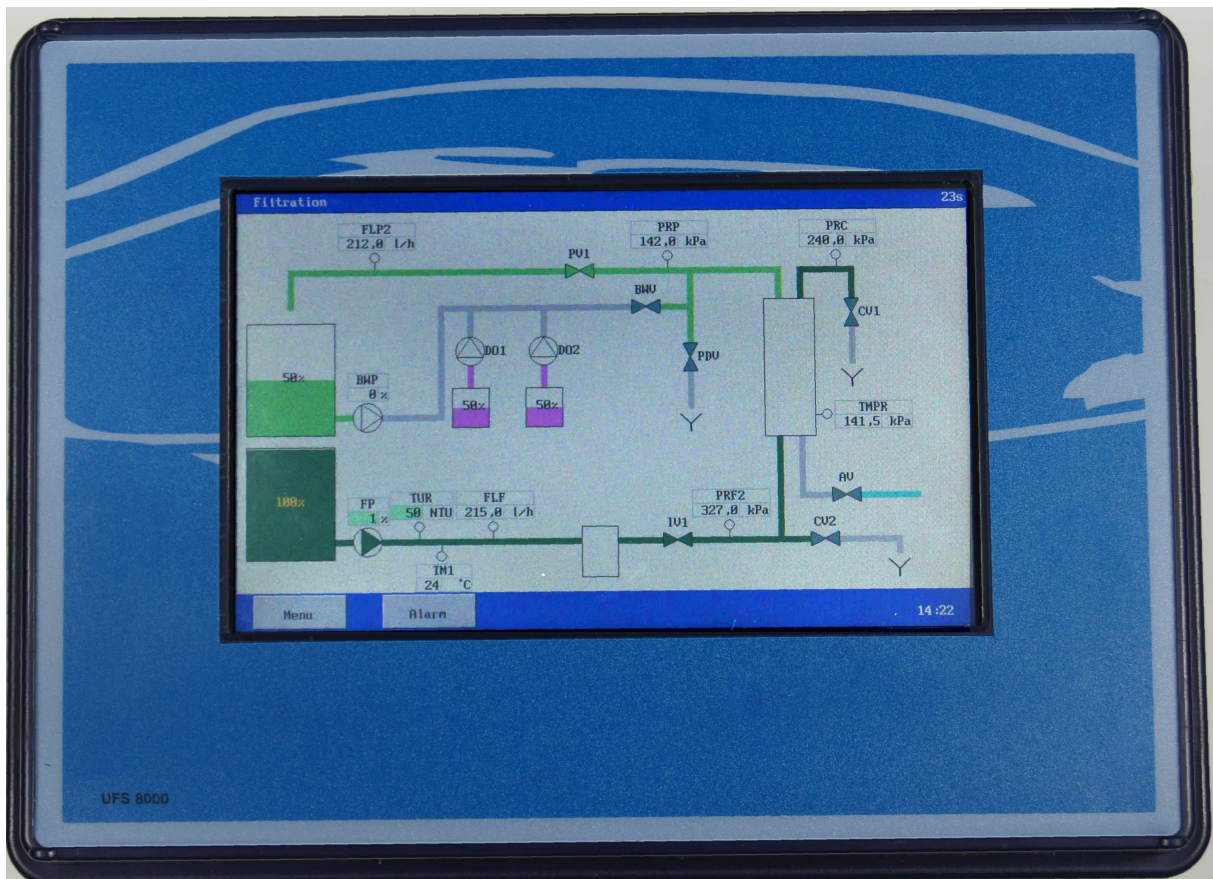 Filtration
23s
FLP2
212,0 l/h
PV1
PRP
142,0 kPa
PRC
240,0 kPa
BWV
CV1
DO1
DO2
PDV
50%
BWP
0 %
50%
50%
TMPR
141,5 kPa
AV
100%
FP
1 %
TUR
50 NTU
FLF
215,0 l/h
IV1
PRF2
327,0 kPa
CV2
TM1
24 °C
Menu
Alarm
14:22
UFS 8000